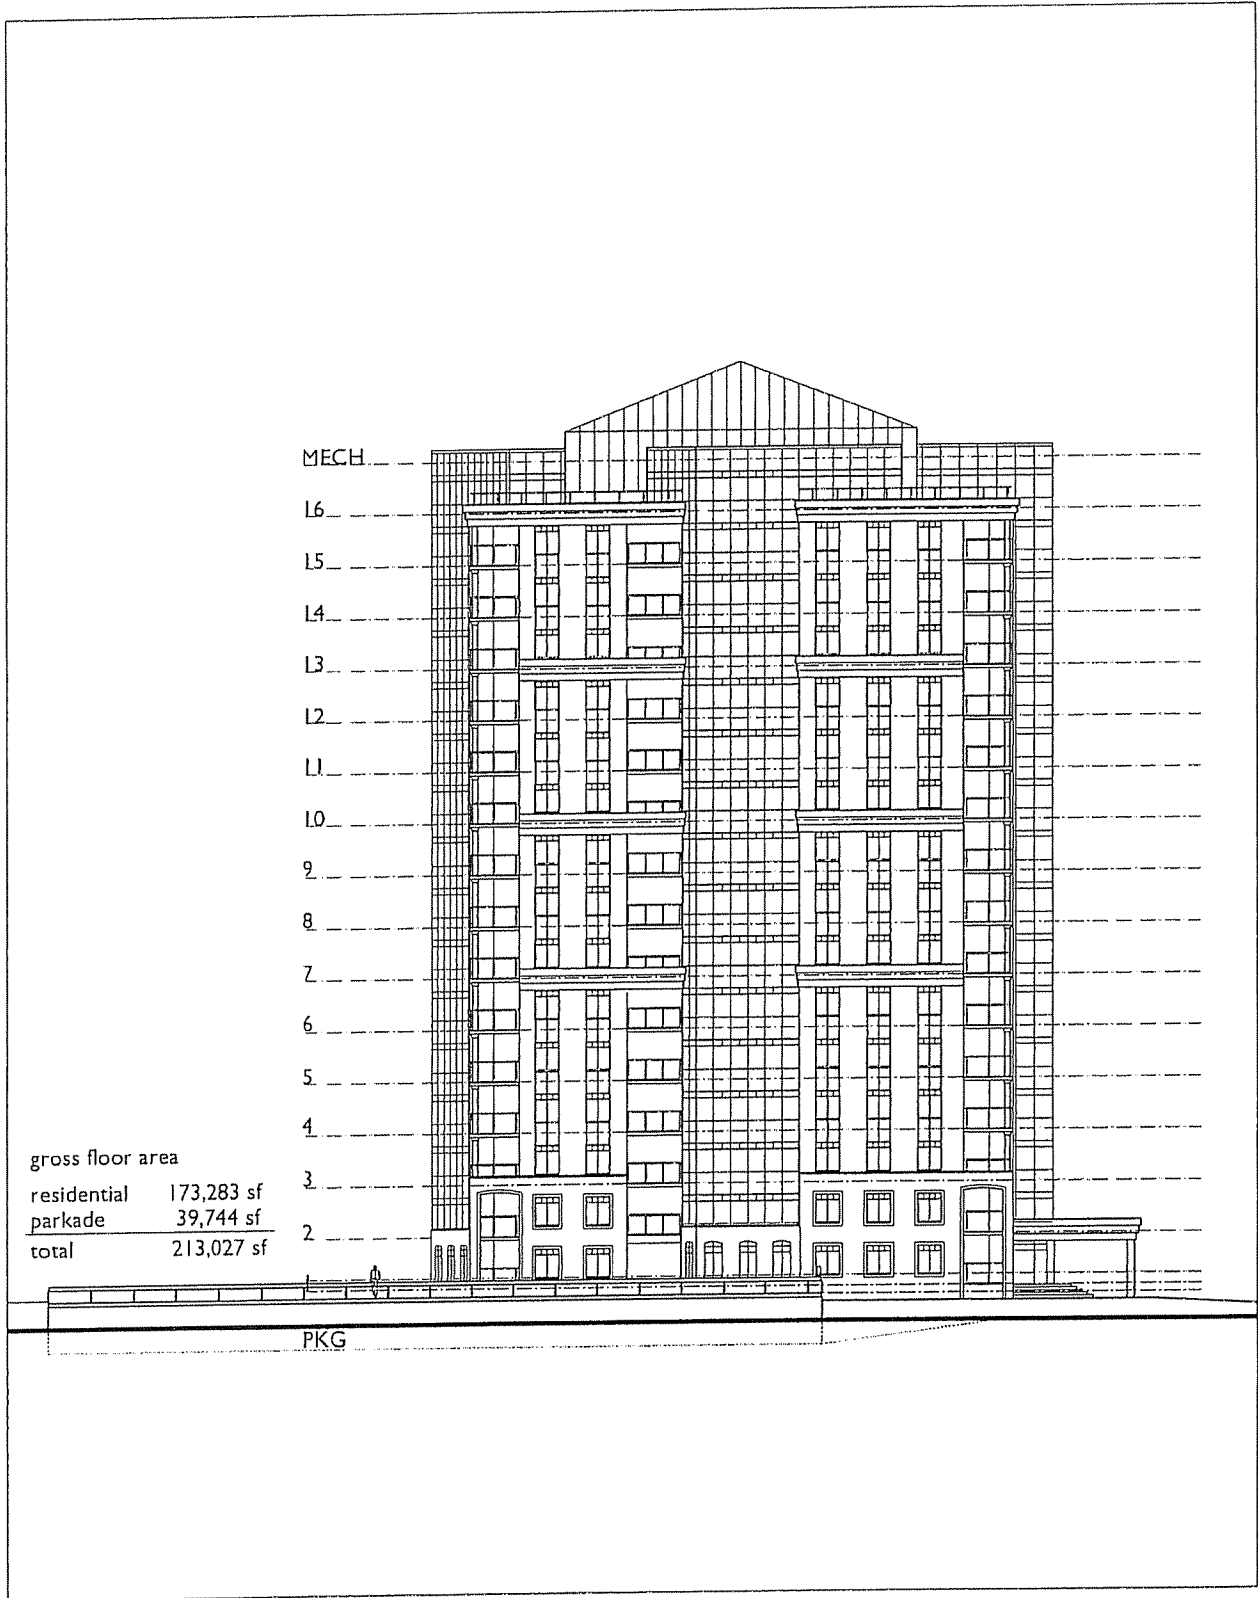 MECH
16
15
14
13
12
11
10
9
8
7
6
5
4
3
2
gross floor area
residential 173,283 sf
parkade 39,744 sf
total 213,027 sf
PKG